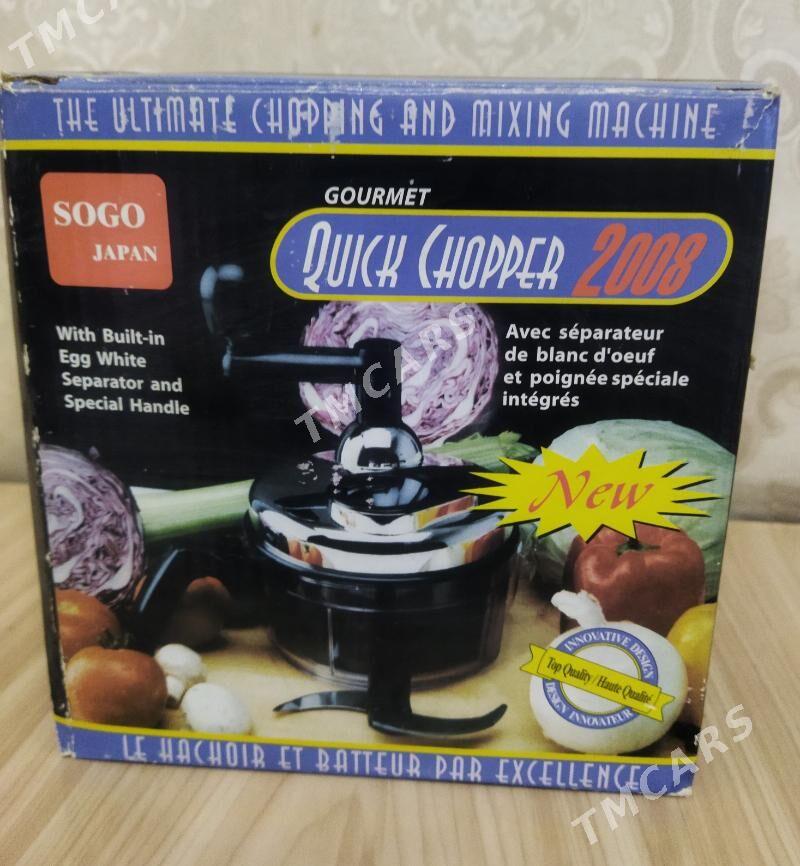 TMCARS
THE ULTIMATE CHOPPING AND MIXING MACHINE
SOGO
JAPAN
GOURMET
QUICK CHOPPER 2008
With Built-in
Egg White
Separator and
Special Handle
Avec séparateur
de blanc d'oeuf
et poignée spéciale
intégrés
TMCARS
New
INNOVATIVE DESIGN
Top Quality/Haute Qualité
DESIGN INNOVATEUR
LE HACHOIR ET BATTEUR PAR EXCELLENCE
TMCARS